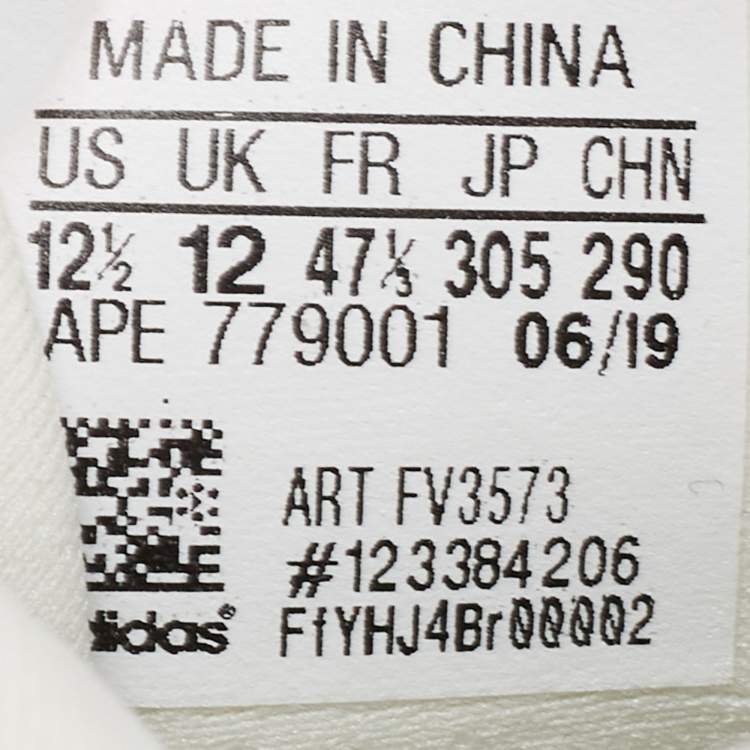 MADE IN CHINA
US UK FR JP CHN
12½ 12 47⅓ 305 290
APE 779001 06/19
ART FV3573
#123384206
FfYHJ4Br00002
adidas®